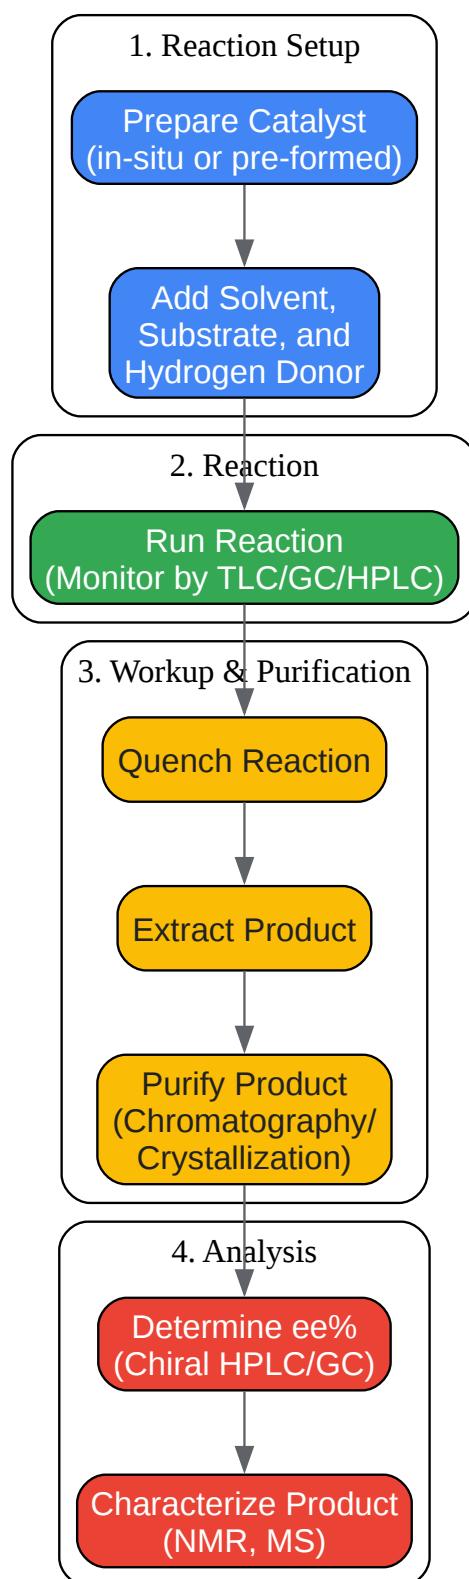 1. Reaction Setup
Prepare Catalyst
(in-situ or pre-formed)
Add Solvent,
Substrate, and
Hydrogen Donor
2. Reaction
Run Reaction
(Monitor by TLC/GC/HPLC)
3. Workup & Purification
Quench Reaction
Extract Product
Purify Product
(Chromatography/
Crystallization)
4. Analysis
Determine ee%
(Chiral HPLC/GC)
Characterize Product
(NMR, MS)